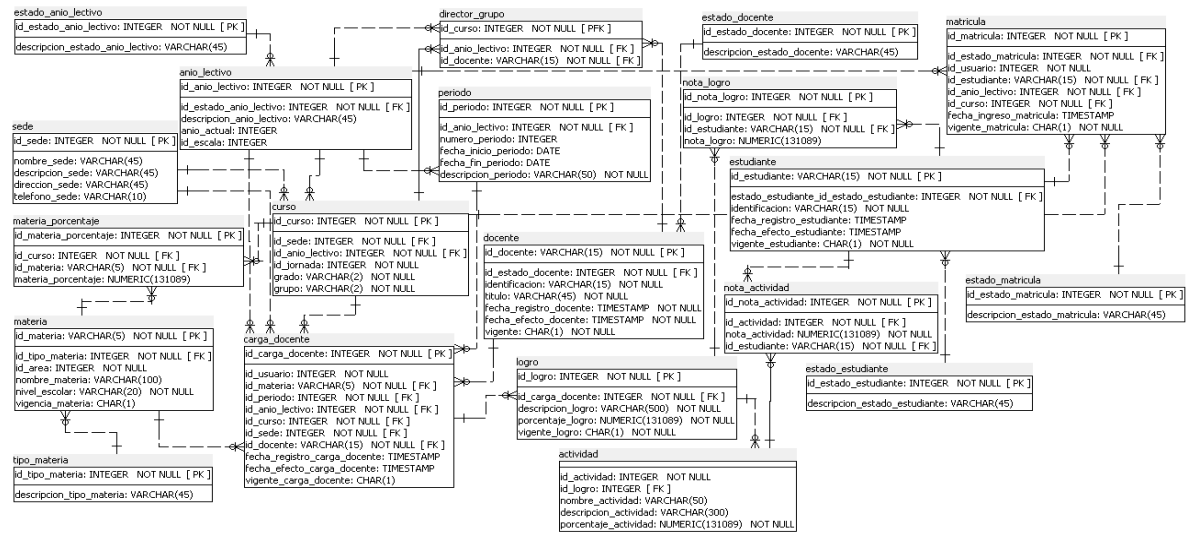 estado_anio_lectivo
id_estado_anio_lectivo: INTEGER NOT NULL [ PK ]
descripcion_estado_anio_lectivo: VARCHAR(45)
director_grupo
id_curso: INTEGER NOT NULL [ PFK ]
id_anio_lectivo: INTEGER NOT NULL [ FK ]
id_docente: VARCHAR(15) NOT NULL [ FK ]
estado_docente
id_estado_docente: INTEGER NOT NULL [ PK ]
descripcion_estado_docente: VARCHAR(45)
matricula
id_matricula: INTEGER NOT NULL [ PK ]
id_estado_matricula: INTEGER NOT NULL [ FK ]
id_usuario: INTEGER NOT NULL
id_estudiante: VARCHAR(15) NOT NULL [ FK ]
id_anio_lectivo: INTEGER NOT NULL [ FK ]
id_curso: INTEGER NOT NULL [ FK ]
fecha_ingreso_matricula: TIMESTAMP
vigente_matricula: CHAR(1) NOT NULL
anio_lectivo
id_anio_lectivo: INTEGER NOT NULL [ PK ]
id_estado_anio_lectivo: INTEGER NOT NULL [ FK ]
descripcion_anio_lectivo: VARCHAR(45)
anio_actual: INTEGER
id_escala: INTEGER
periodo
id_periodo: INTEGER NOT NULL [ PK ]
id_anio_lectivo: INTEGER NOT NULL [ FK ]
numero_periodo: INTEGER
fecha_inicio_periodo: DATE
fecha_fin_periodo: DATE
descripcion_periodo: VARCHAR(50) NOT NULL
nota_logro
id_nota_logro: INTEGER NOT NULL [ PK ]
id_logro: INTEGER NOT NULL [ FK ]
id_estudiante: VARCHAR(15) NOT NULL [ FK ]
nota_logro: NUMERIC(131089)
sede
id_sede: INTEGER NOT NULL [ PK ]
nombre_sede: VARCHAR(45)
descripcion_sede: VARCHAR(45)
direccion_sede: VARCHAR(45)
telefono_sede: VARCHAR(10)
estudiante
id_estudiante: VARCHAR(15) NOT NULL [ PK ]
estado_estudiante_id_estado_estudiante: INTEGER NOT NULL [ FK ]
identificacion: VARCHAR(15) NOT NULL
fecha_registro_estudiante: TIMESTAMP
fecha_efecto_estudiante: TIMESTAMP
vigente_estudiante: CHAR(1) NOT NULL
curso
id_curso: INTEGER NOT NULL [ PK ]
id_sede: INTEGER NOT NULL [ FK ]
id_anio_lectivo: INTEGER NOT NULL [ FK ]
id_jornada: INTEGER NOT NULL
grado: VARCHAR(2) NOT NULL
grupo: VARCHAR(2) NOT NULL
materia_porcentaje
id_materia_porcentaje: INTEGER NOT NULL [ PK ]
id_curso: INTEGER NOT NULL [ FK ]
id_materia: VARCHAR(5) NOT NULL [ FK ]
materia_porcentaje: NUMERIC(131089)
docente
id_docente: VARCHAR(15) NOT NULL [ PK ]
id_estado_docente: INTEGER NOT NULL [ FK ]
identificacion: VARCHAR(15) NOT NULL
titulo: VARCHAR(45) NOT NULL
fecha_registro_docente: TIMESTAMP NOT NULL
fecha_efecto_docente: TIMESTAMP NOT NULL
vigente: CHAR(1) NOT NULL
nota_actividad
id_nota_actividad: INTEGER NOT NULL [ PK ]
id_actividad: INTEGER NOT NULL [ FK ]
nota_actividad: NUMERIC(131089) NOT NULL
id_estudiante: VARCHAR(15) NOT NULL [ FK ]
estado_matricula
id_estado_matricula: INTEGER NOT NULL [ PK ]
descripcion_estado_matricula: VARCHAR(45)
materia
id_materia: VARCHAR(5) NOT NULL [ PK ]
id_tipo_materia: INTEGER NOT NULL [ FK ]
id_area: INTEGER NOT NULL
nombre_materia: VARCHAR(100)
nivel_escolar: VARCHAR(20) NOT NULL
vigencia_materia: CHAR(1)
carga_docente
id_carga_docente: INTEGER NOT NULL [ PK ]
id_usuario: INTEGER NOT NULL
id_materia: VARCHAR(5) NOT NULL [ FK ]
id_periodo: INTEGER NOT NULL [ FK ]
id_anio_lectivo: INTEGER NOT NULL [ FK ]
id_curso: INTEGER NOT NULL [ FK ]
id_sede: INTEGER NOT NULL [ FK ]
id_docente: VARCHAR(15) NOT NULL [ FK ]
fecha_registro_carga_docente: TIMESTAMP
fecha_efecto_carga_docente: TIMESTAMP
vigente_carga_docente: CHAR(1)
logro
id_logro: INTEGER NOT NULL [ PK ]
id_carga_docente: INTEGER NOT NULL [ FK ]
descripcion_logro: VARCHAR(500) NOT NULL
porcentaje_logro: NUMERIC(131089) NOT NULL
vigente_logro: CHAR(1) NOT NULL
estado_estudiante
id_estado_estudiante: INTEGER NOT NULL [ PK ]
descripcion_estado_estudiante: VARCHAR(45)
tipo_materia
id_tipo_materia: INTEGER NOT NULL [ PK ]
descripcion_tipo_materia: VARCHAR(45)
actividad
id_actividad: INTEGER NOT NULL
id_logro: INTEGER [ FK ]
nombre_actividad: VARCHAR(50)
descripcion_actividad: VARCHAR(300)
porcentaje_actividad: NUMERIC(131089) NOT NULL